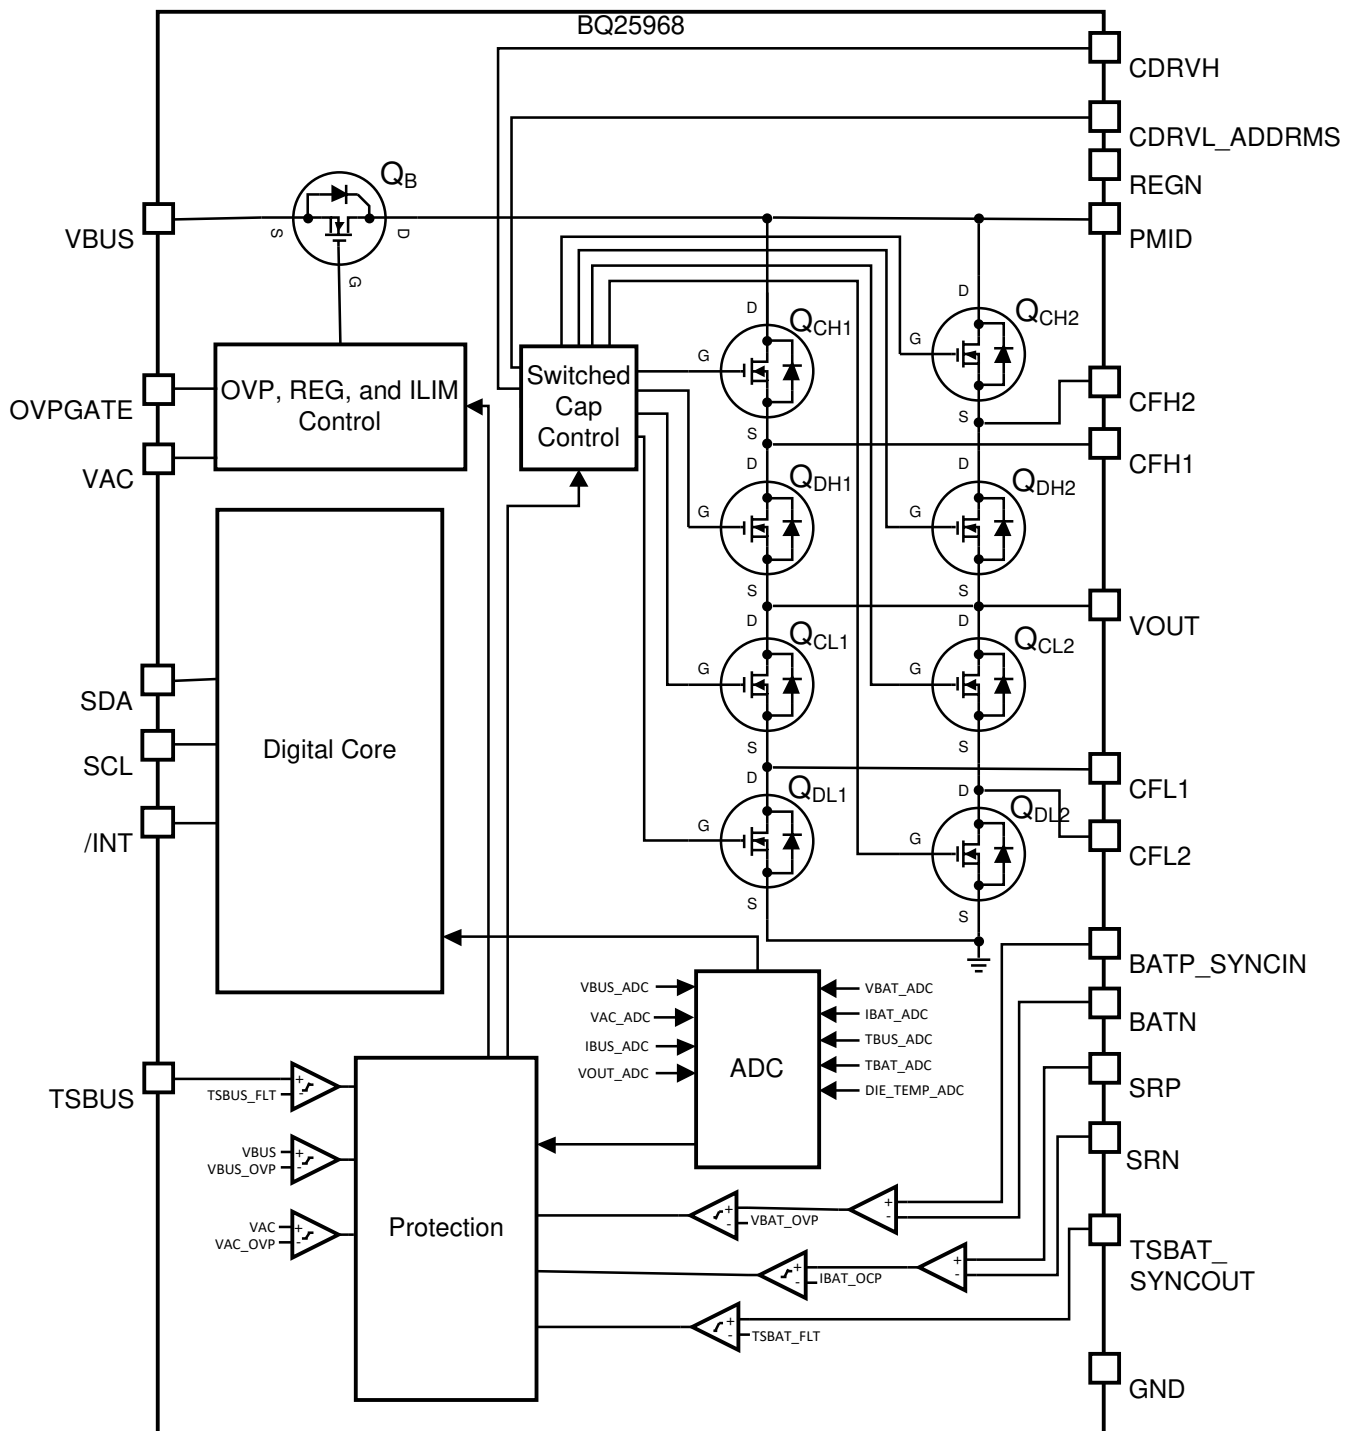 BQ25968
CDRVH
CDRVL_ADDRMS
REGN
QB
VBUS
S
D
G
PMID
D
QCH1
G
S
D
QCH2
G
S
OVPGATE
OVP, REG, and ILIM
Control
VAC
Switched
Cap
Control
CFH2
CFH1
D
QDH1
G
S
D
QDH2
G
S
VOUT
D
QCL1
G
S
D
QCL2
G
S
SDA
SCL
/INT
Digital Core
CFL1
CFL2
D
QDL1
G
S
D
QDL2
G
S
BATP_SYNCIN
BATN
SRP
SRN
TSBAT_
SYNCOUT
GND
VBUS_ADC
VAC_ADC
IBUS_ADC
VOUT_ADC
ADC
VBAT_ADC
IBAT_ADC
TBUS_ADC
TBAT_ADC
DIE_TEMP_ADC
TSBUS
+
TSBUS_FLT -
VBUS +
VBUS_OVP -
VAC +
VAC_OVP -
Protection
+
- VBAT_OVP
+
-
+
- IBAT_OCP
+
-
+
- TSBAT_FLT